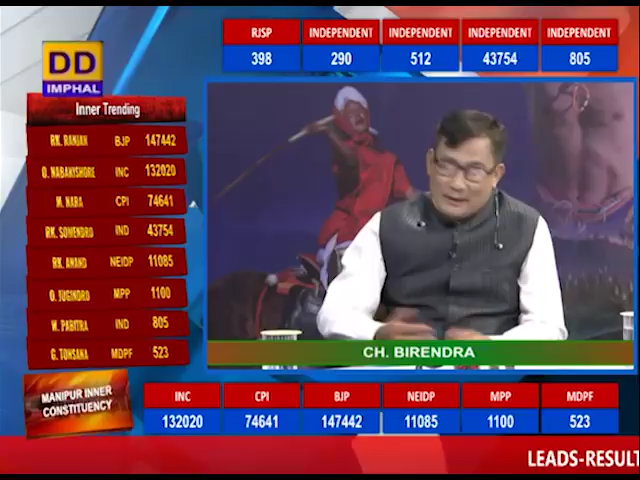 RJSP INDEPENDENT INDEPENDENT INDEPENDENT INDEPENDENT
398 290 512 43754 805
DD
IMPHAL
Inner Trending
RK. RANJAN BJP 147442
O. NABAKISHORE INC 132020
M. NARA CPI 74641
RK. SOMENDRO IND 43754
RK. ANAND NEIDP 11085
O. TUGINDRO MPP 1100
W. PABITRA IND 805
G. TONSANA MDPF 523
CH. BIRENDRA
MANIPUR INNER
CONSTITUENCY
INC CPI BJP NEIDP MPP MDPF
132020 74641 147442 11085 1100 523
LEADS-RESULT